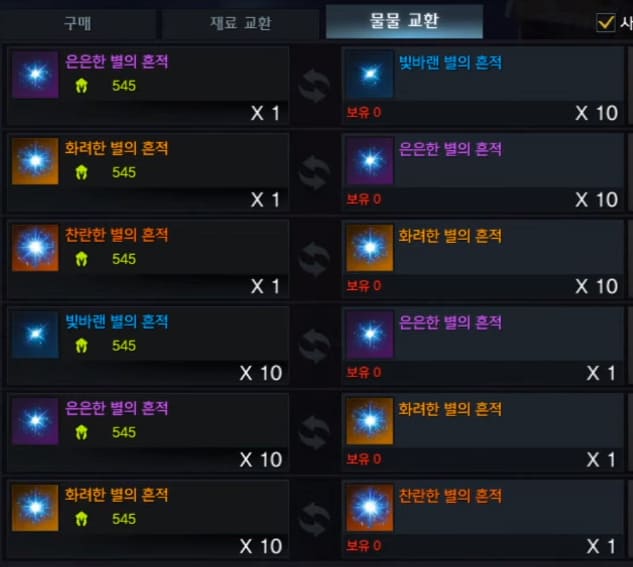 구매
재료 교환
물물 교환
사
은은한 별의 흔적
545
X 1
빛바랜 별의 흔적
보유 0
X 10
화려한 별의 흔적
545
X 1
은은한 별의 흔적
보유 0
X 10
찬란한 별의 흔적
545
X 1
화려한 별의 흔적
보유 0
X 10
빛바랜 별의 흔적
545
X 10
은은한 별의 흔적
보유 0
X 1
은은한 별의 흔적
545
X 10
화려한 별의 흔적
보유 0
X 1
화려한 별의 흔적
545
X 10
찬란한 별의 흔적
보유 0
X 1